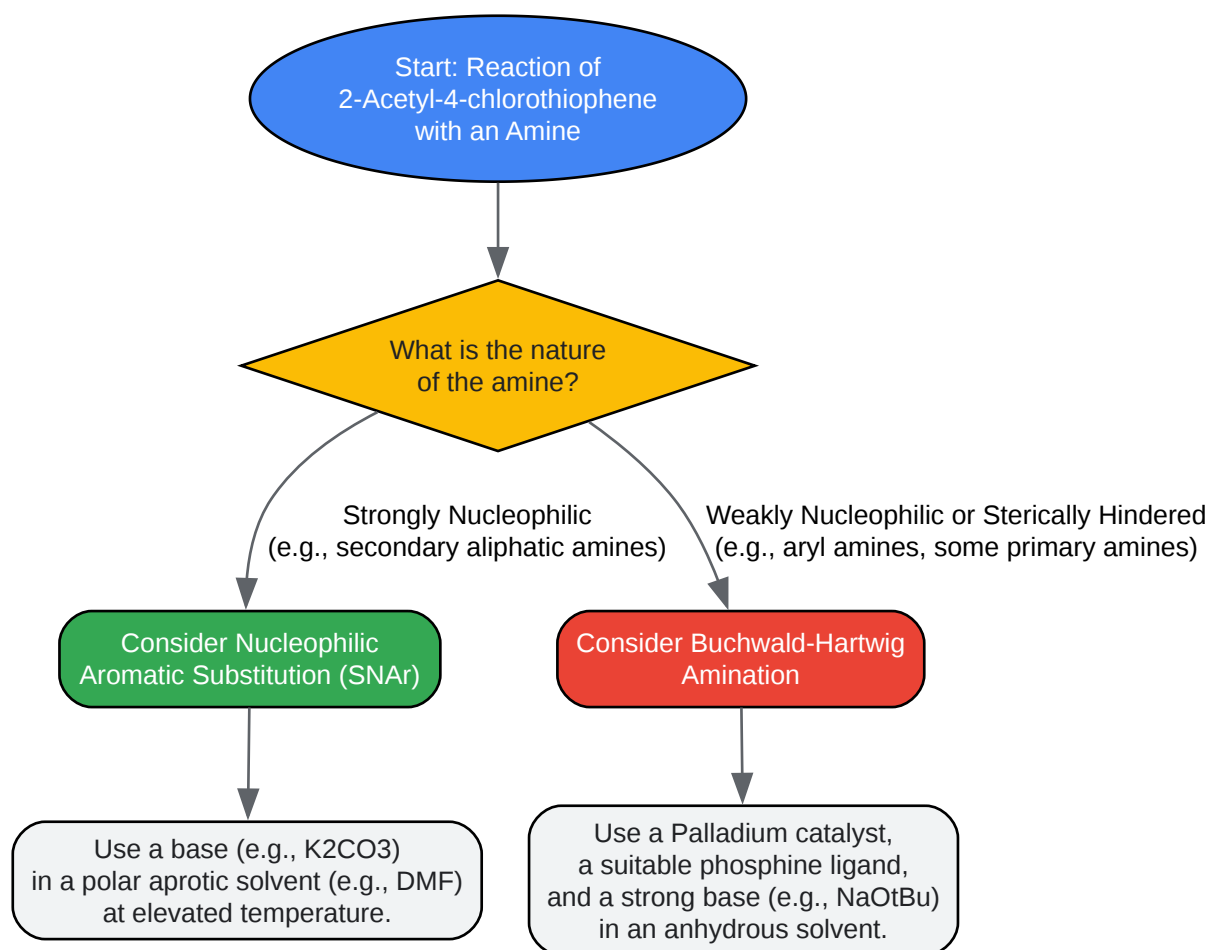 Start: Reaction of
2-Acetyl-4-chlorothiophene
with an Amine
What is the nature
of the amine?
Strongly Nucleophilic
(e.g., secondary aliphatic amines)
Weakly Nucleophilic or Sterically Hindered
(e.g., aryl amines, some primary amines)
Consider Nucleophilic
Aromatic Substitution (SNAr)
Consider Buchwald-Hartwig
Amination
Use a base (e.g., K2CO3)
in a polar aprotic solvent (e.g., DMF)
at elevated temperature.
Use a Palladium catalyst,
a suitable phosphine ligand,
and a strong base (e.g., NaOtBu)
in an anhydrous solvent.